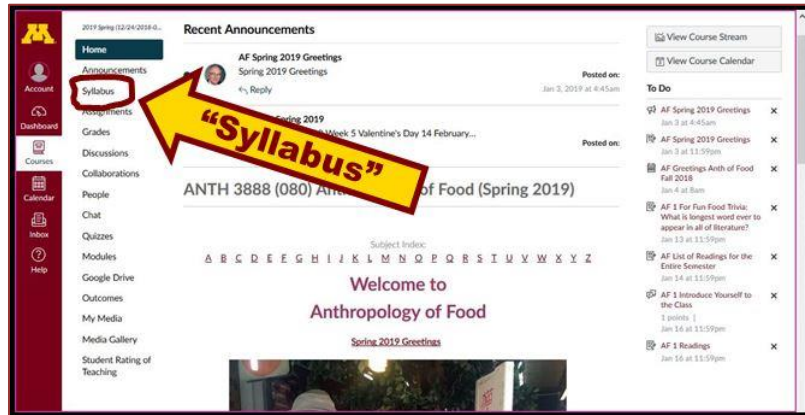 Account
Dashboard
Courses
Calendar
Inbox
Help
2019 Spring (12/24/2018-0...
Home
Announcements
Syllabus
Assignments
Grades
Discussions
Collaborations
People
Chat
Quizzes
Modules
Google Drive
Outcomes
My Media
Media Gallery
Student Rating of
Teaching
"Syllabus"
Recent Announcements
AF Spring 2019 Greetings
Spring 2019 Greetings
Reply
Posted on:
Jan 3, 2019 at 4:45am
Spring 2019
Week 5 Valentine's Day 14 February...
Posted on:
ANTH 3888 (080) of Food (Spring 2019)
Subject Index:
A B C D E F G H I J K L M N O P Q R S T U V W X Y Z
Welcome to
Anthropology of Food
Spring 2019 Greetings
View Course Stream
View Course Calendar
To Do
AF Spring 2019 Greetings
Jan 3 at 4:45am
AF Spring 2019 Greetings
Jan 3 at 11:59pm
AF Greetings Anth of Food
Fall 2018
Jan 4 at 8am
AF 1 For Fun Food Trivia:
What is longest word ever to
appear in all of literature?
Jan 13 at 11:59pm
AF List of Readings for the
Entire Semester
Jan 14 at 11:59pm
AF 1 Introduce Yourself to
the Class
1 points |
Jan 16 at 11:59pm
AF 1 Readings
Jan 16 at 11:59pm